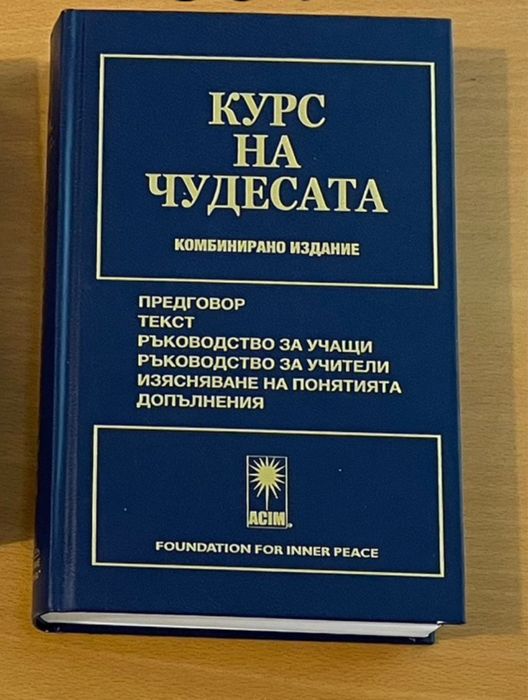 КУРС
НА
ЧУДЕСАТА
КОМБИНИРАНО ИЗДАНИЕ
ПРЕДГОВОР
ТЕКСТ
РЪКОВОДСТВО ЗА УЧАЩИ
РЪКОВОДСТВО ЗА УЧИТЕЛИ
ИЗЯСНЯВАНЕ НА ПОНЯТИЯТА
ДОПЪЛНЕНИЯ
ACIM®
FOUNDATION FOR INNER PEACE